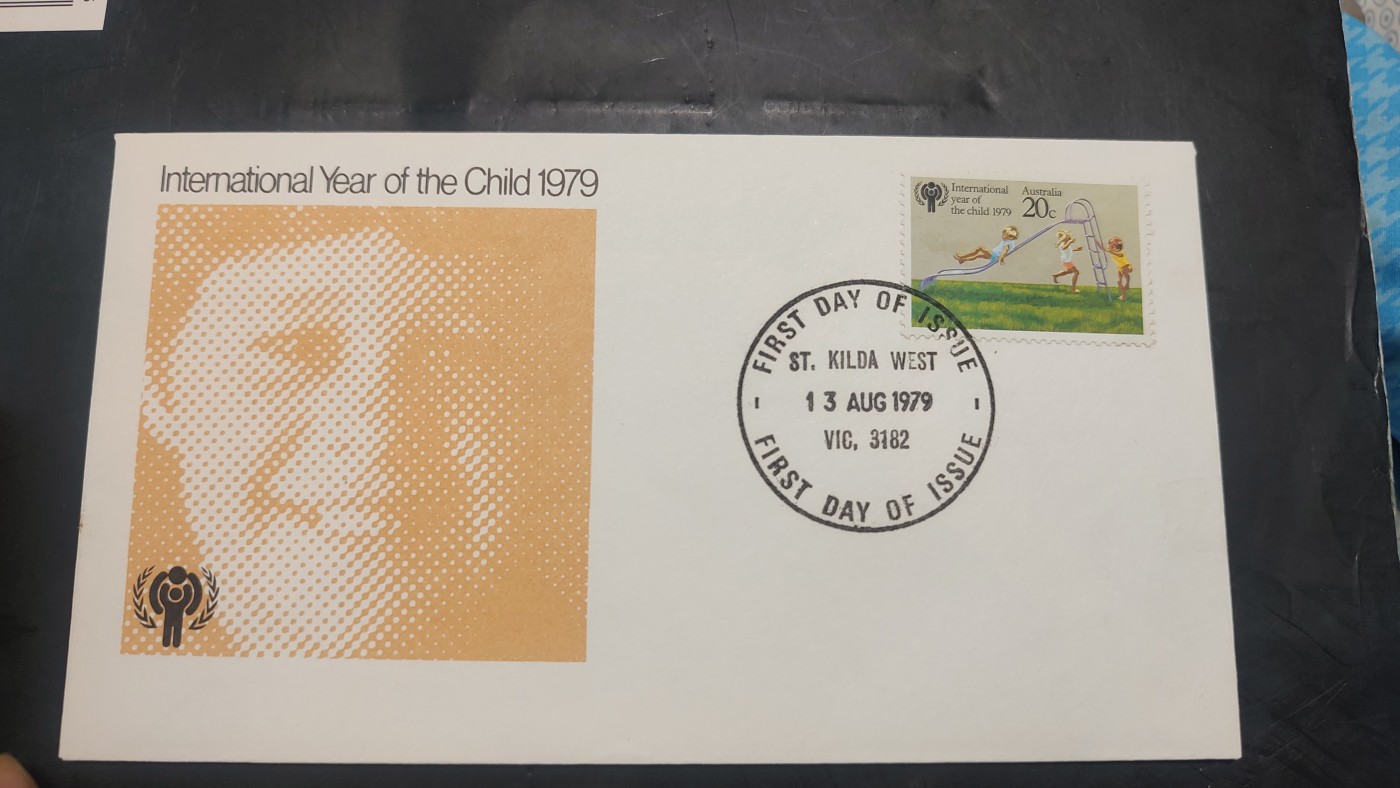 International Year of the Child 1979
International
year of
the child 1979
Australia
20c
FIRST DAY OF ISSUE
ST. KILDA WEST
13 AUG 1979
VIC, 3182
FIRST DAY OF ISSUE